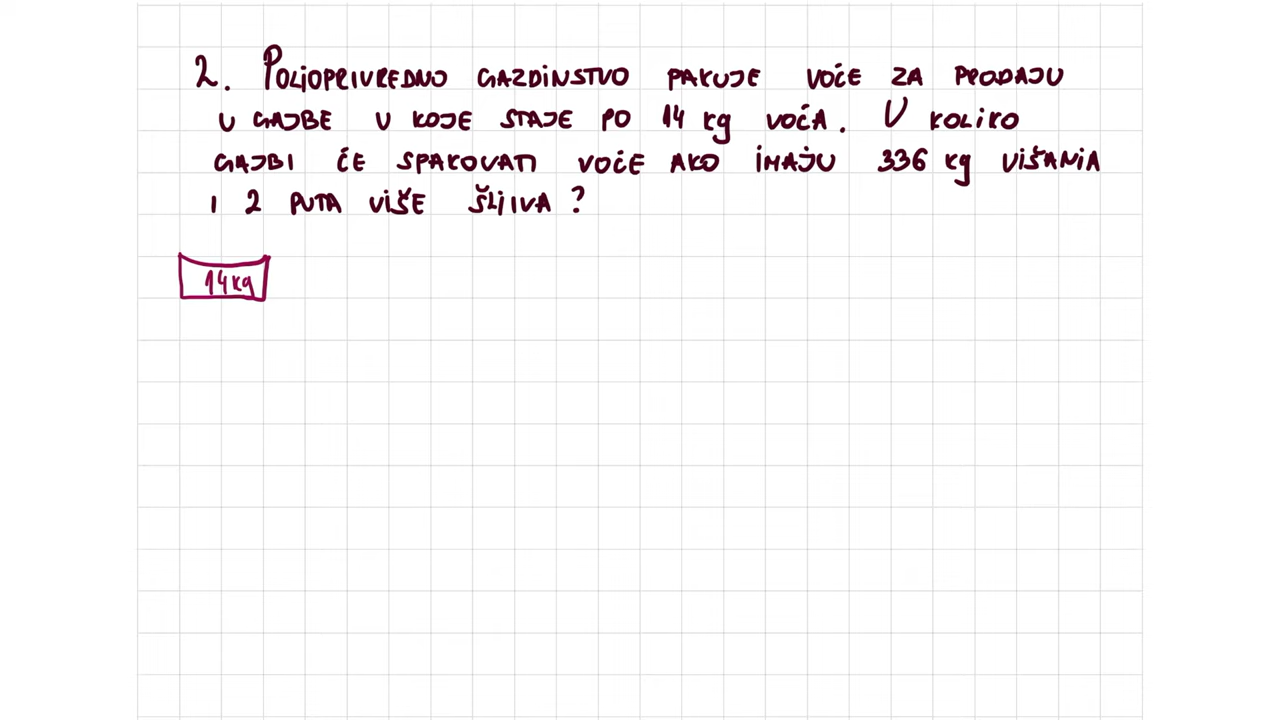 2. POLJOPRIVREDNO GAZDINSTVO PAKUJE VOĆE ZA PRODAJU
U GAJBE U KOJE STAJE PO 14 kg VOĆA. U KOLIKO
GAJBI ĆE SPAKOVATI VOĆE AKO IMAJU 336 kg VIŠANJA
I 2 PUTA VIŠE ŠLJIVA?
14 kg